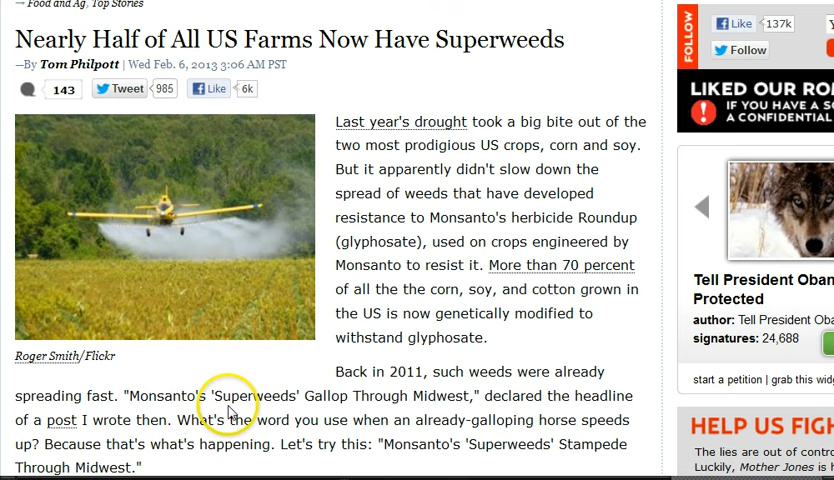 → Food and Ag, Top Stories
Nearly Half of All US Farms Now Have Superweeds
—By Tom Philpott | Wed Feb. 6, 2013 3:06 AM PST
143 Tweet 985 Like 6k
Last year's drought took a big bite out of the
two most prodigious US crops, corn and soy.
But it apparently didn't slow down the
spread of weeds that have developed
resistance to Monsanto's herbicide Roundup
(glyphosate), used on crops engineered by
Monsanto to resist it. More than 70 percent
of all the the corn, soy, and cotton grown in
the US is now genetically modified to
withstand glyphosate.
Roger Smith/Flickr
Back in 2011, such weeds were already
spreading fast. "Monsanto's 'Superweeds' Gallop Through Midwest," declared the headline
of a post I wrote then. What's the word you use when an already-galloping horse speeds
up? Because that's what's happening. Let's try this: "Monsanto's 'Superweeds' Stampede
Through Midwest."
FOLLOW
Like 137k
Follow
LIKED OUR RO
IF YOU HAVE A S
A CONFIDENTIAL
Tell President Oba
Protected
author: Tell President Oba
signatures: 24,688
start a petition | grab this wid
HELP US FIGH
The lies are out of contro
Luckily, Mother Jones is h